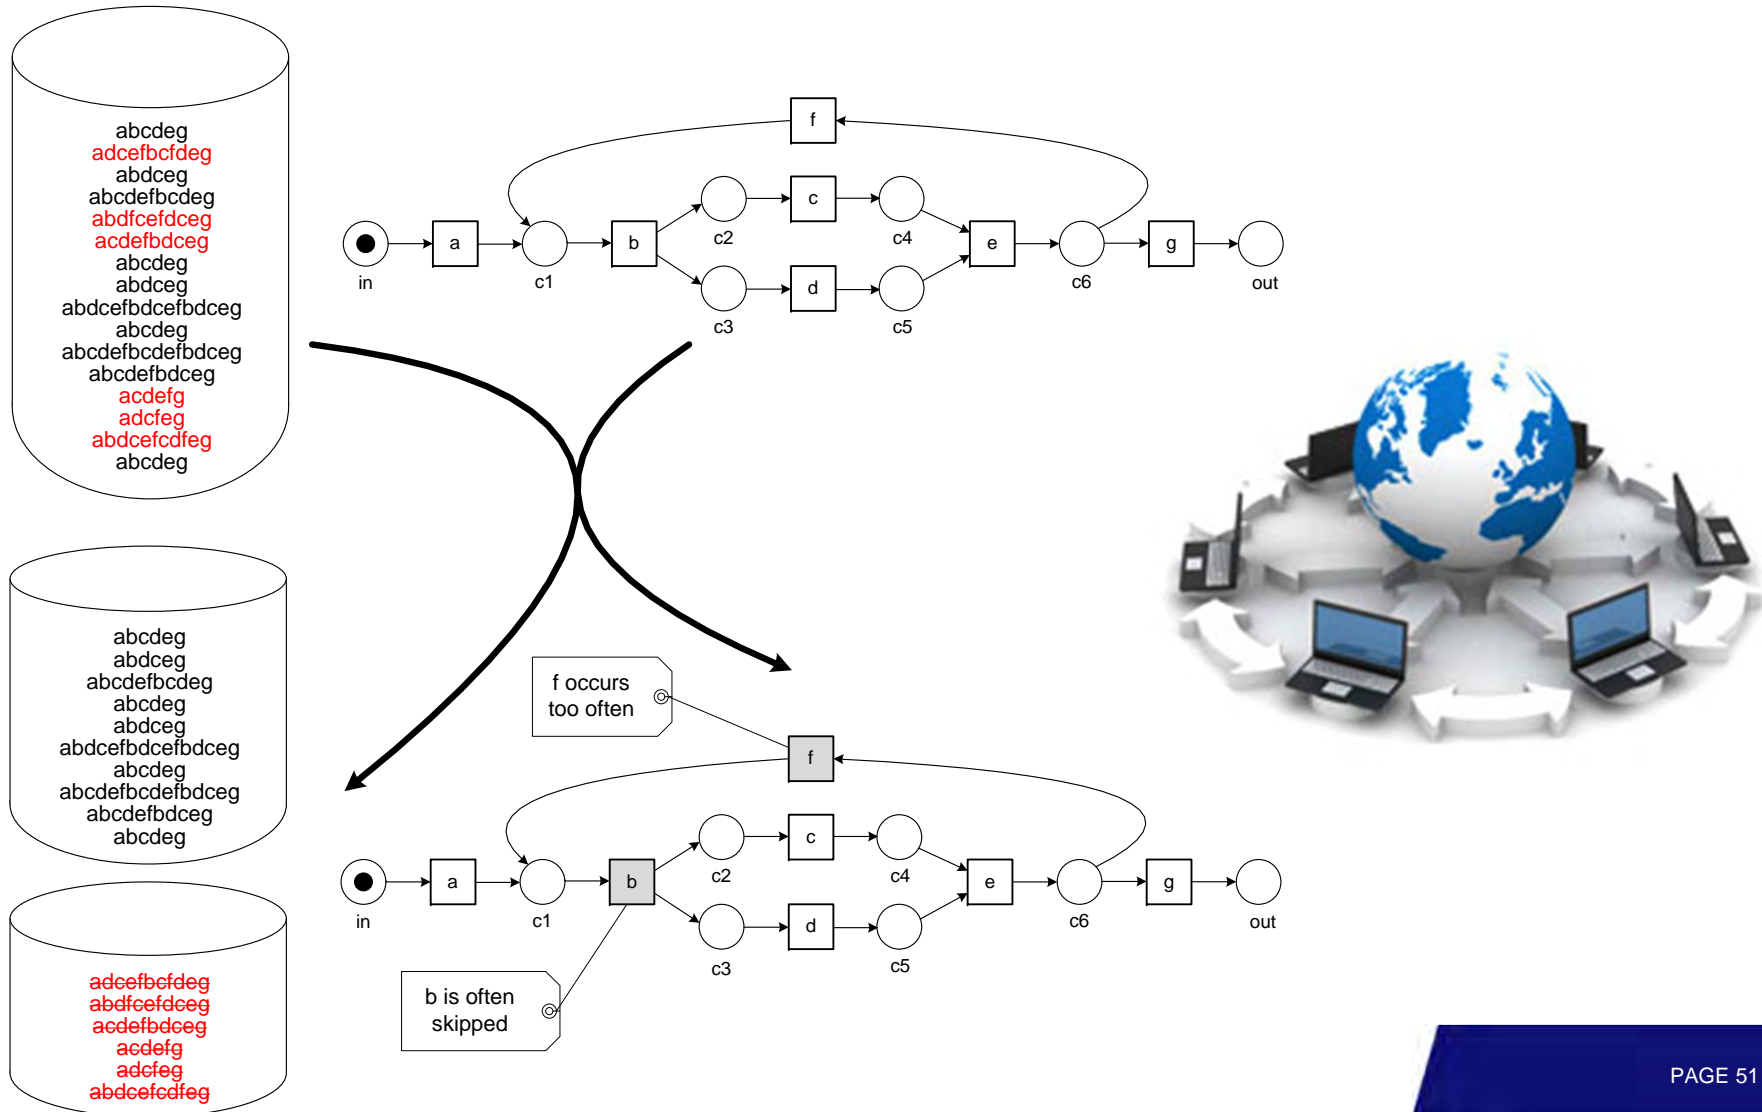 abcdeg
adcefbcfdeg
abdceg
abcdefbcdeg
abdfcefdceg
acdefbdceg
abcdeg
abdceg
abdcefbdcefbdceg
abcdeg
abcdefbcdefbdceg
abcdefbdceg
acdefg
adcfeg
abdcefcdfeg
abcdeg
f
c
c2
c4
a
b
e
g
in
c1
c6
out
d
c3
c5
abcdeg
abdceg
abcdefbcdeg
abcdeg
abdceg
abdcefbdcefbdceg
abcdeg
abcdefbcdefbdceg
abcdefbdceg
abcdeg
f occurs
too often
f
c
c2
c4
a
b
e
g
in
c1
c6
out
d
c3
c5
b is often
skipped
adcefbcfdeg
abdfcefdceg
acdefbdceg
acdefg
adcfeg
abdcefcdfeg
PAGE 51